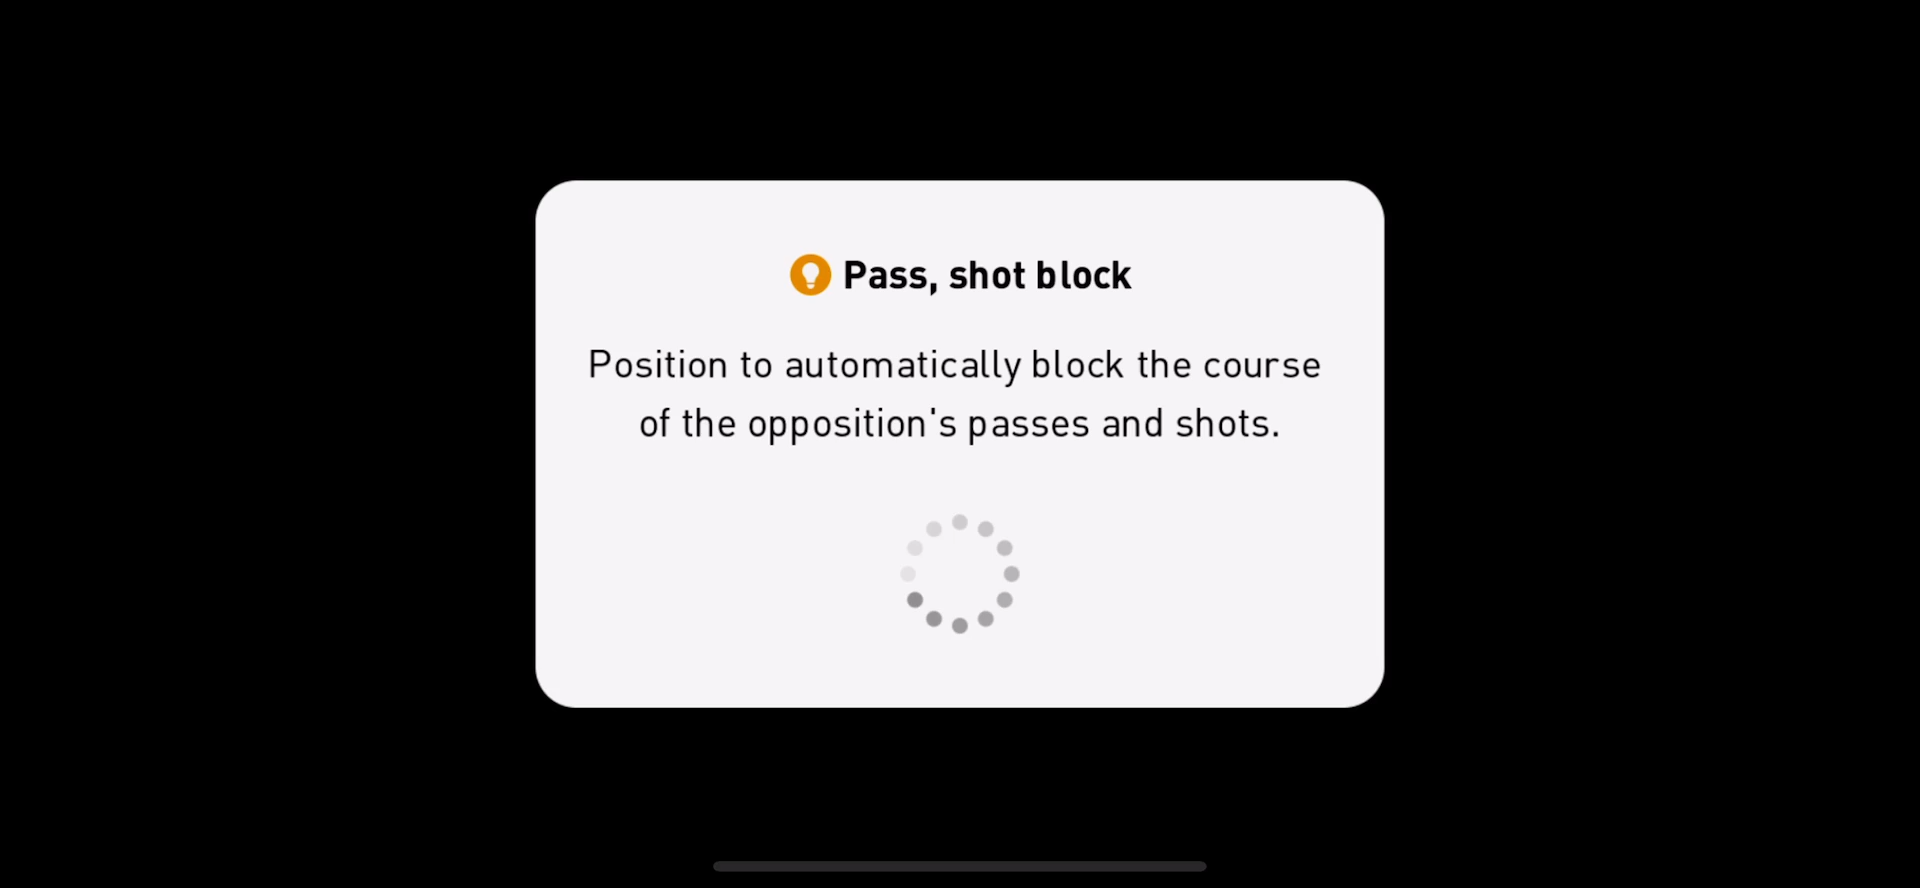 Pass, shot block
Position to automatically block the course
of the opposition's passes and shots.